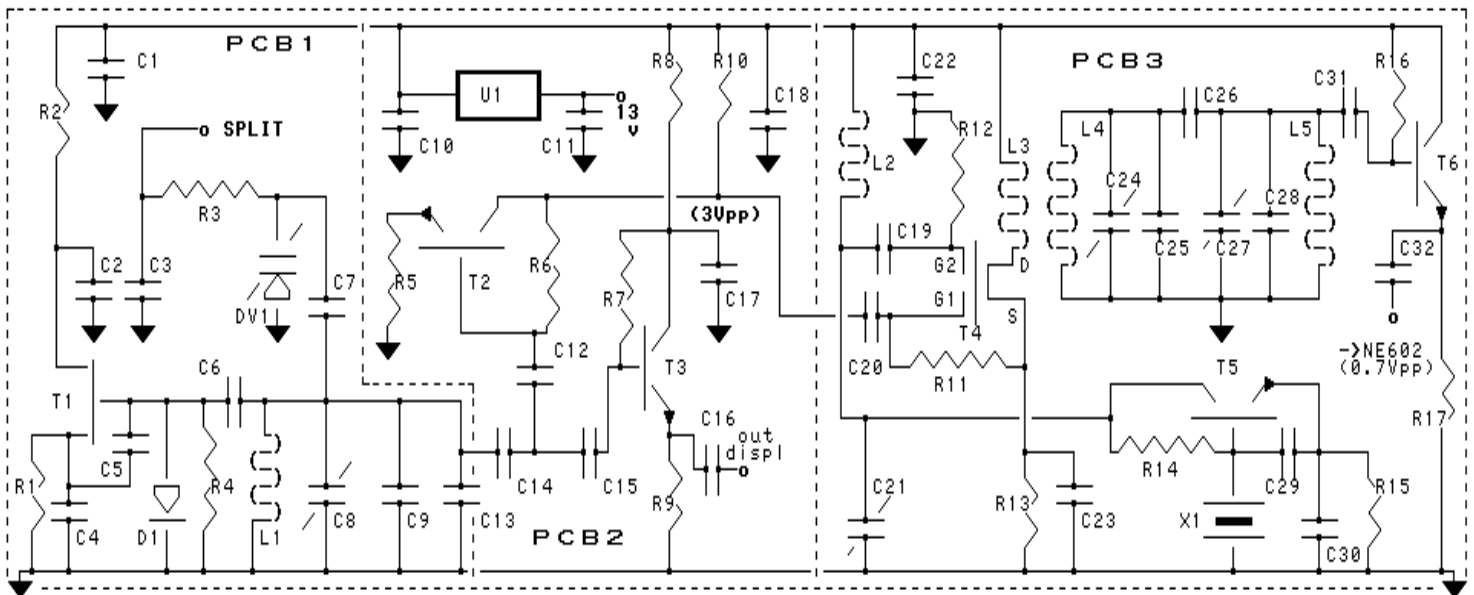 PCB1
PCB3
C1
R2
SPLIT
R3
C2
C3
DV1
C7
C6
T1
C5
R1
C4
D1
R4
L1
C8
C9
C13
U1
13
V
C10
C11
R8
R10
C18
R5
T2
R6
(3Vpp)
C17
R7
C12
T3
C16
out
displ
C14
C15
R9
PCB2
C22
R12
L2
L3
C19
G2
D
G1
S
T4
C20
R11
C21
R13
C23
L4
C26
L5
C31
R16
T6
C24
C25
C27
C28
C32
->NE602
(0.7Vpp)
T5
R17
R14
C29
R15
X1
C30